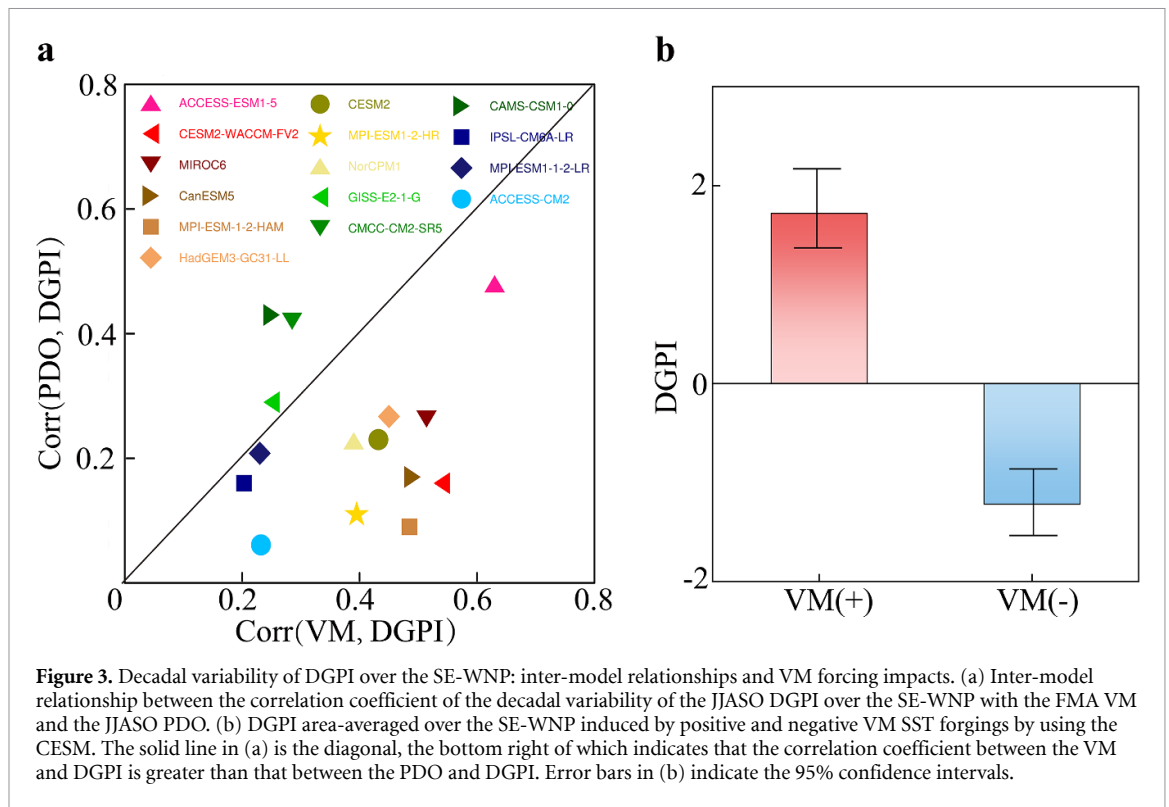 a
b
0.8
0.6
0.4
0.2
0
0.2
0.4
0.6
0.8
Corr(PDO, DGPI)
Corr(VM, DGPI)
ACCESS-ESM1-5
CESM2-WACCM-FV2
MIROC6
CanESM5
MPI-ESM-1-2-HAM
HadGEM3-GC31-LL
CESM2
MPI-ESM1-2-HR
NorCPM1
GISS-E2-1-G
CMCC-CM2-SR5
CAMS-CSM1-0
IPSL-CM6A-LR
MPI-ESM1-1-2-LR
ACCESS-CM2
2
0
-2
DGPI
VM(+)
VM(-)
Figure 3. Decadal variability of DGPI over the SE-WNP: inter-model relationships and VM forcing impacts. (a) Inter-model
relationship between the correlation coefficient of the decadal variability of the JJASO DGPI over the SE-WNP with the FMA VM
and the JJASO PDO. (b) DGPI area-averaged over the SE-WNP induced by positive and negative VM SST forgings by using the
CESM. The solid line in (a) is the diagonal, the bottom right of which indicates that the correlation coefficient between the VM
and DGPI is greater than that between the PDO and DGPI. Error bars in (b) indicate the 95% confidence intervals.